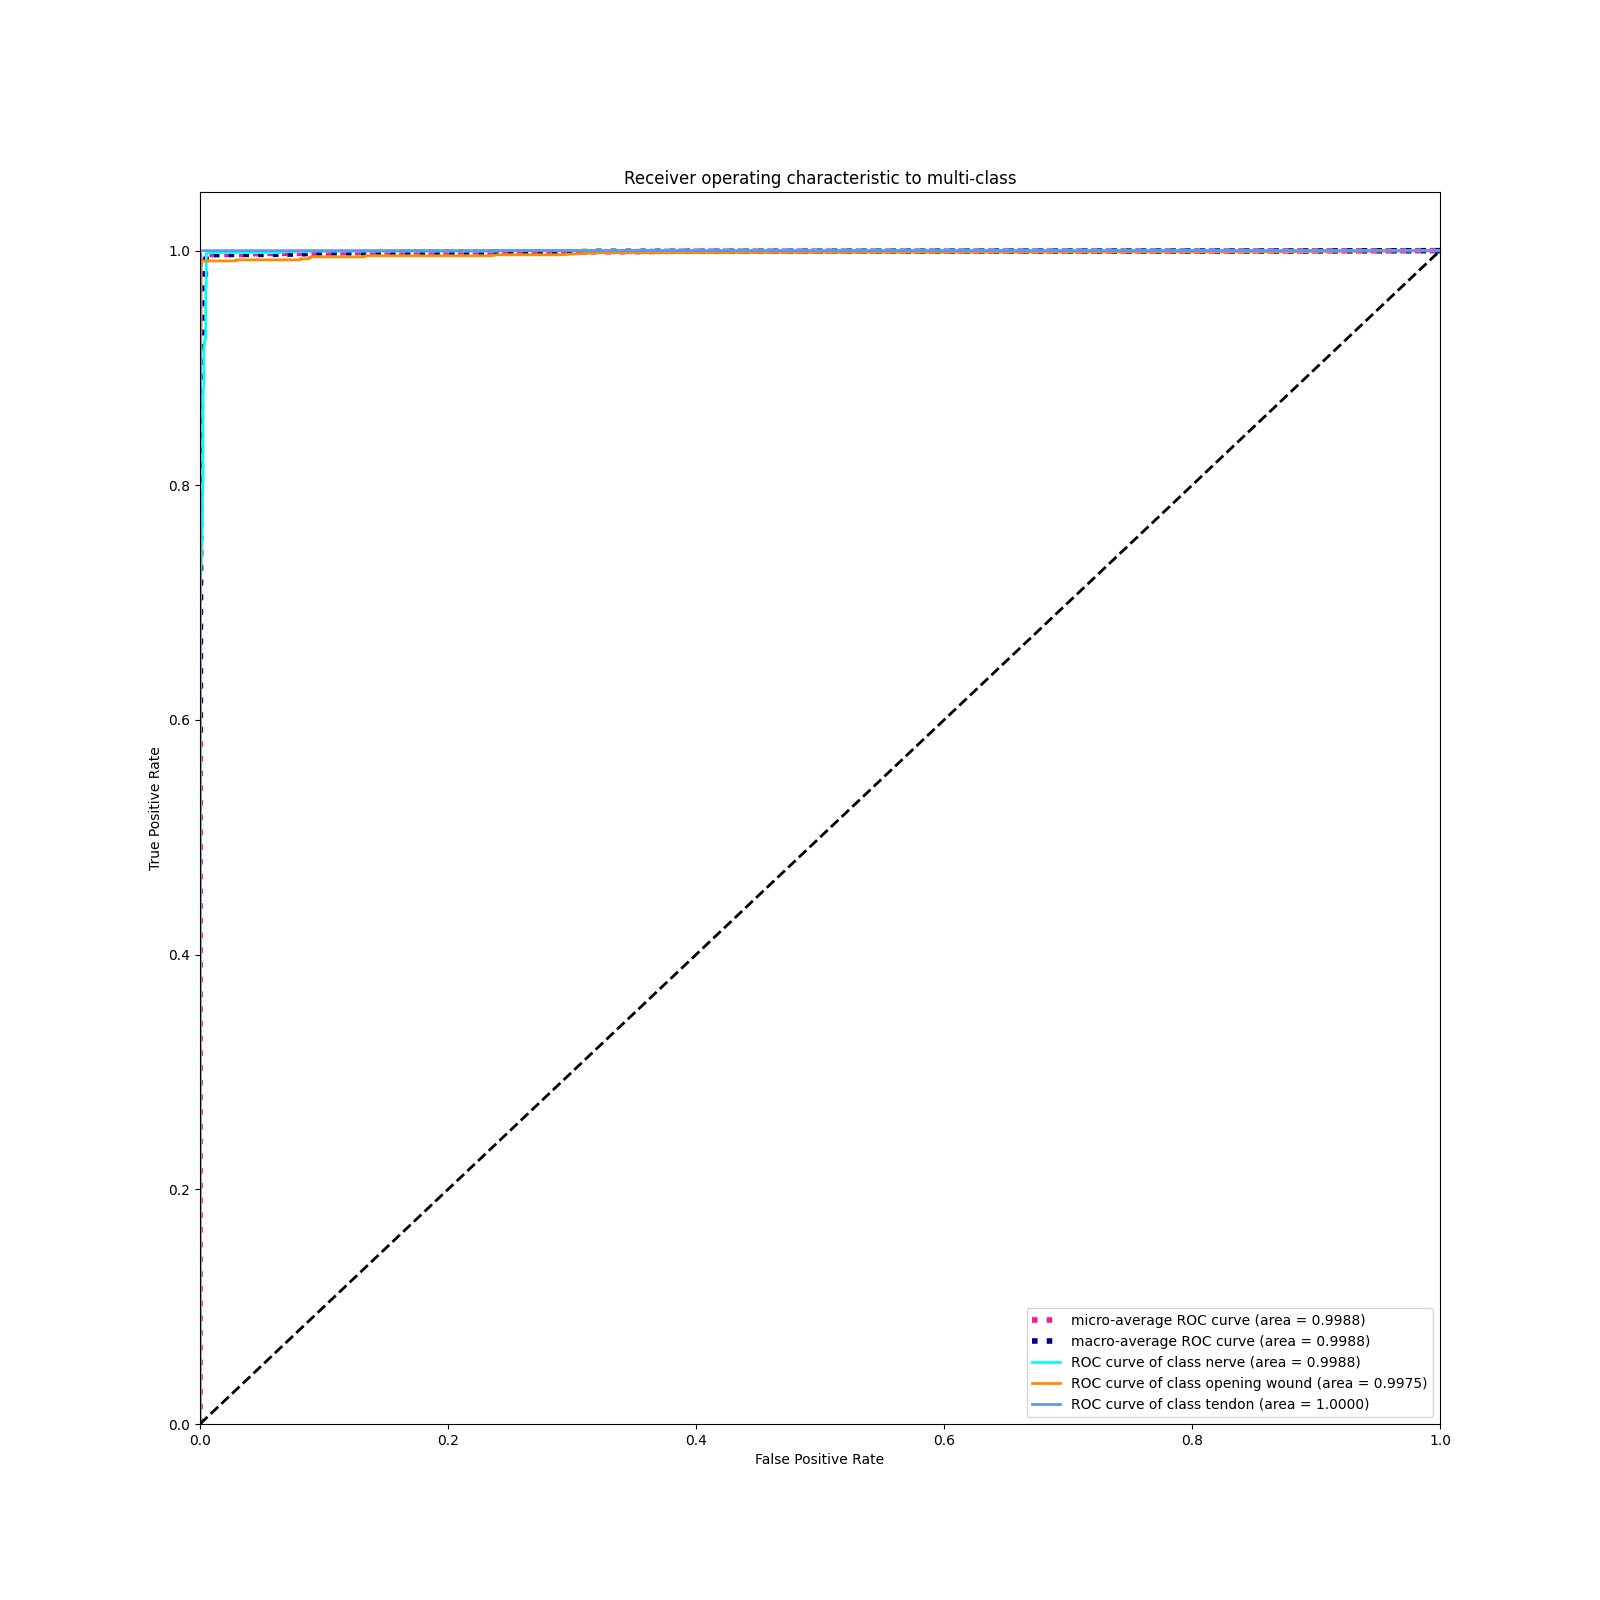 Receiver operating characteristic to multi-class
1.0
0.8
0.6
0.4
0.2
0.0
True Positive Rate
0.0 0.2 0.4 0.6 0.8 1.0
False Positive Rate
micro-average ROC curve (area = 0.9988)
macro-average ROC curve (area = 0.9988)
ROC curve of class nerve (area = 0.9988)
ROC curve of class opening wound (area = 0.9975)
ROC curve of class tendon (area = 1.0000)